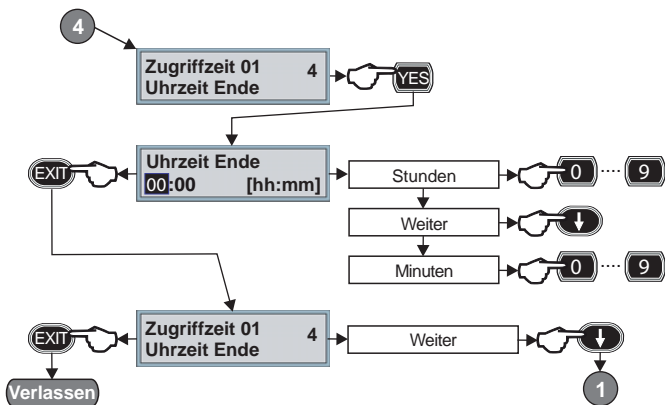 4
Zugriffzeit 01 4
Uhrzeit Ende
YES
Uhrzeit Ende
00:00 [hh:mm]
EXIT
Stunden
0 .... 9
Weiter
Minuten
0 .... 9
Zugriffzeit 01 4
Uhrzeit Ende
EXIT
Weiter
Verlassen
1